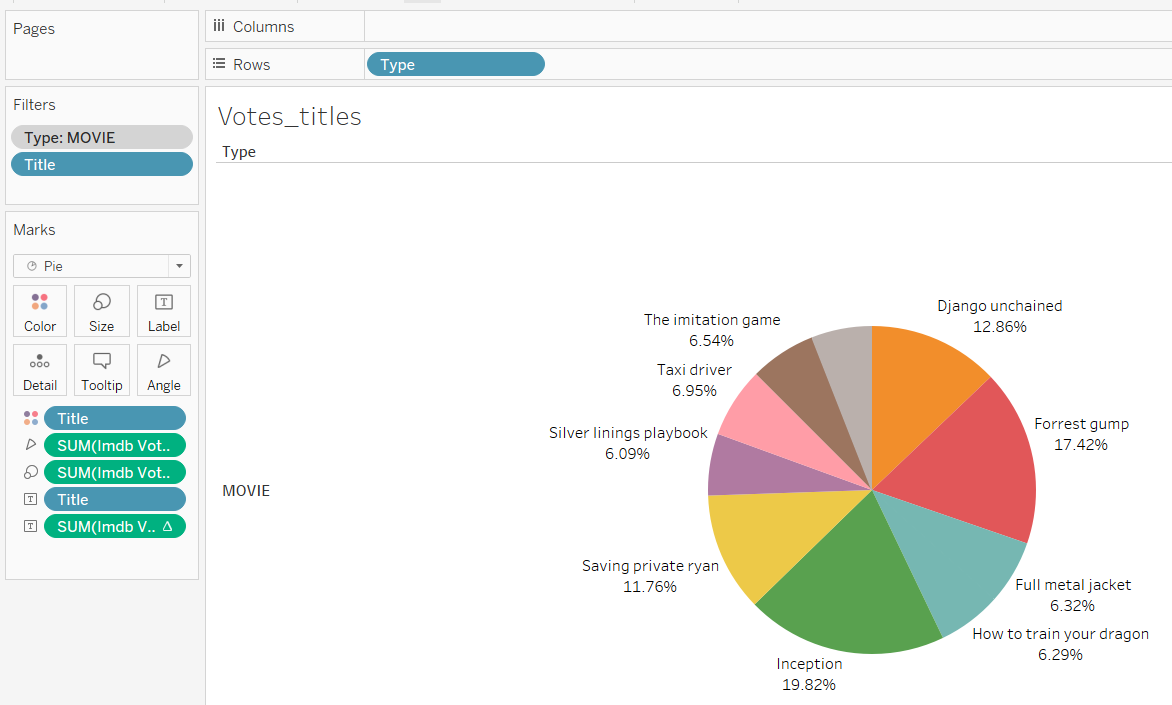 Pages
Columns
Rows
Type
Filters
Type: MOVIE
Title
Votes_titles
Type
Marks
Pie
Color
Size
Label
Detail
Tooltip
Angle
Title
SUM(Imdb Vot..
SUM(Imdb Vot..
Title
SUM(Imdb V.. Δ
MOVIE
Django unchained
12.86%
The imitation game
6.54%
Taxi driver
6.95%
Forrest gump
17.42%
Silver linings playbook
6.09%
Saving private ryan
11.76%
Full metal jacket
6.32%
How to train your dragon
6.29%
Inception
19.82%